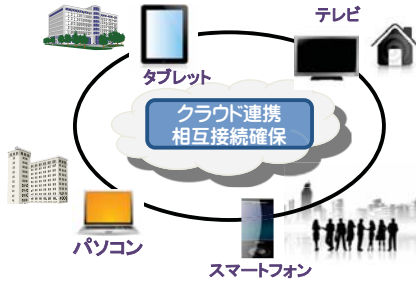 テレビ
タブレット
クラウド連携
相互接続確保
パソコン
スマートフォン